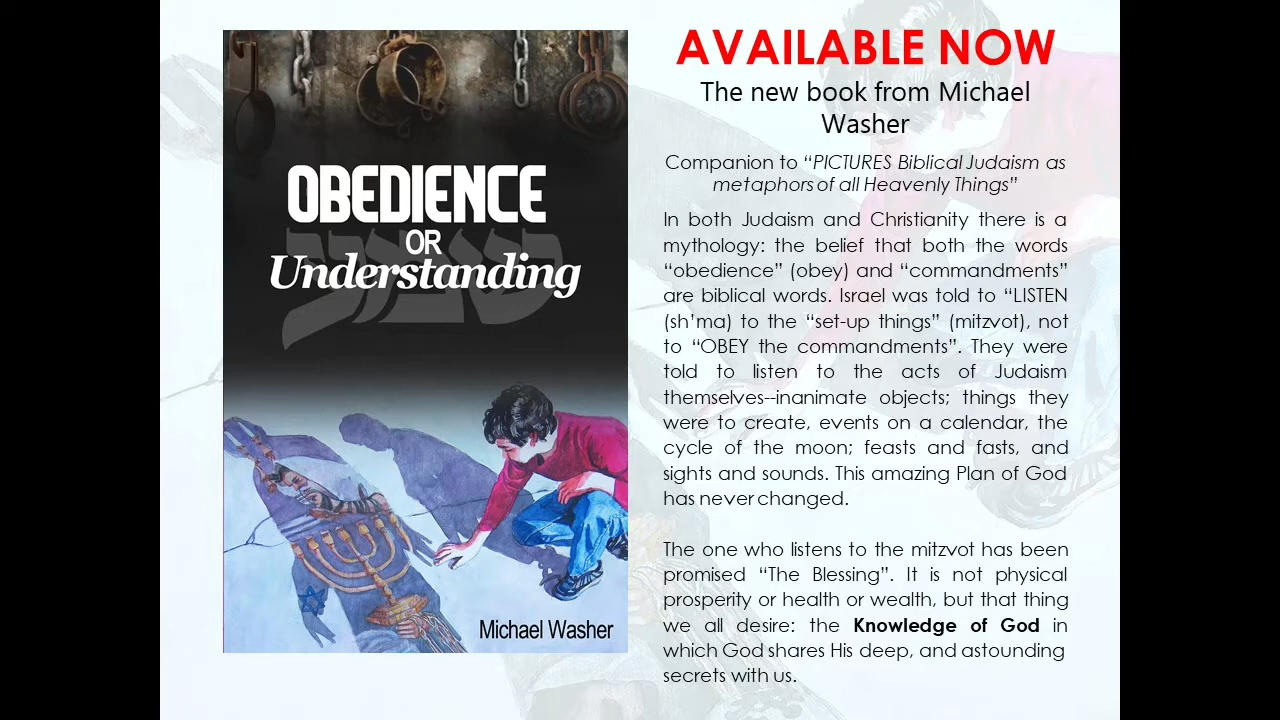 OBEDIENCE
OR
שמע
Understanding
Michael Washer
AVAILABLE NOW
The new book from Michael
Washer
Companion to “PICTURES Biblical Judaism as
metaphors of all Heavenly Things”
In both Judaism and Christianity there is a
mythology: the belief that both the words
“obedience” (obey) and “commandments”
are biblical words. Israel was told to “LISTEN
(sh’ma) to the “set-up things” (mitzvot), not
to “OBEY the commandments”. They were
told to listen to the acts of Judaism
themselves--inanimate objects; things they
were to create, events on a calendar, the
cycle of the moon; feasts and fasts, and
sights and sounds. This amazing Plan of God
has never changed.
The one who listens to the mitzvot has been
promised “The Blessing”. It is not physical
prosperity or health or wealth, but that thing
we all desire: the Knowledge of God in
which God shares His deep, and astounding
secrets with us.